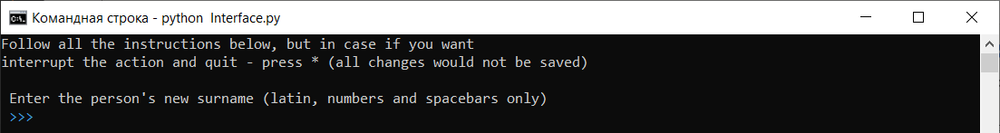 Командная строка - python  Interface.py
Follow all the instructions below, but in case if you want
interrupt the action and quit - press * (all changes would not be saved)
Enter the person's new surname (latin, numbers and spacebars only)
>>>